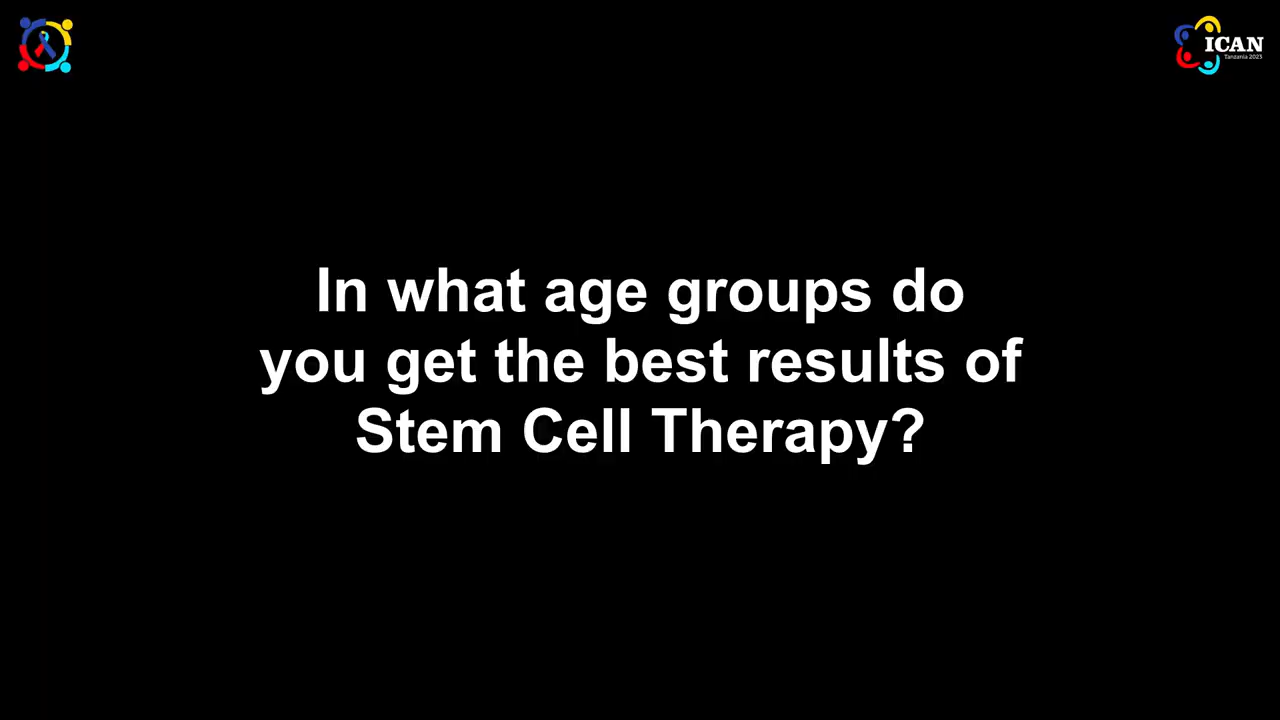 ICAN
Tanzania 2023
In what age groups do
you get the best results of
Stem Cell Therapy?